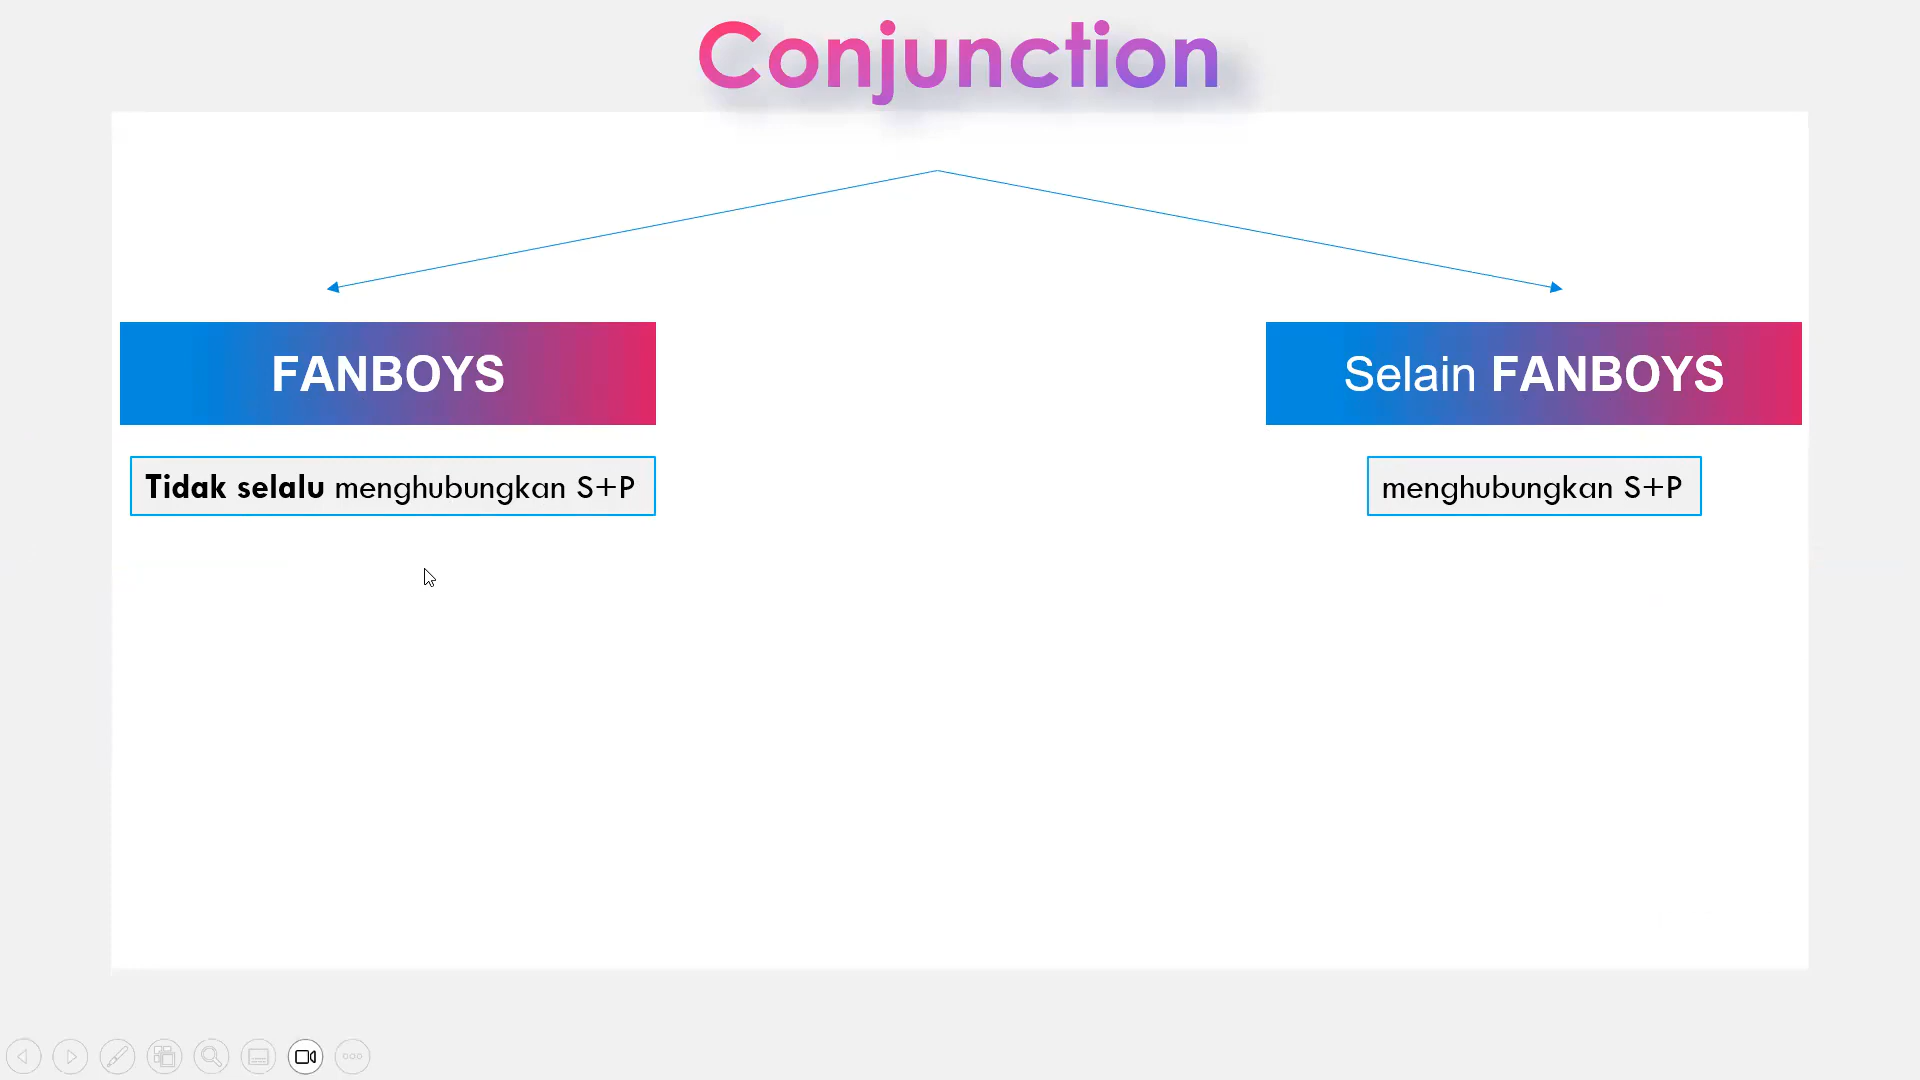 Conjunction
FANBOYS
Selain FANBOYS
Tidak selalu menghubungkan S+P
menghubungkan S+P